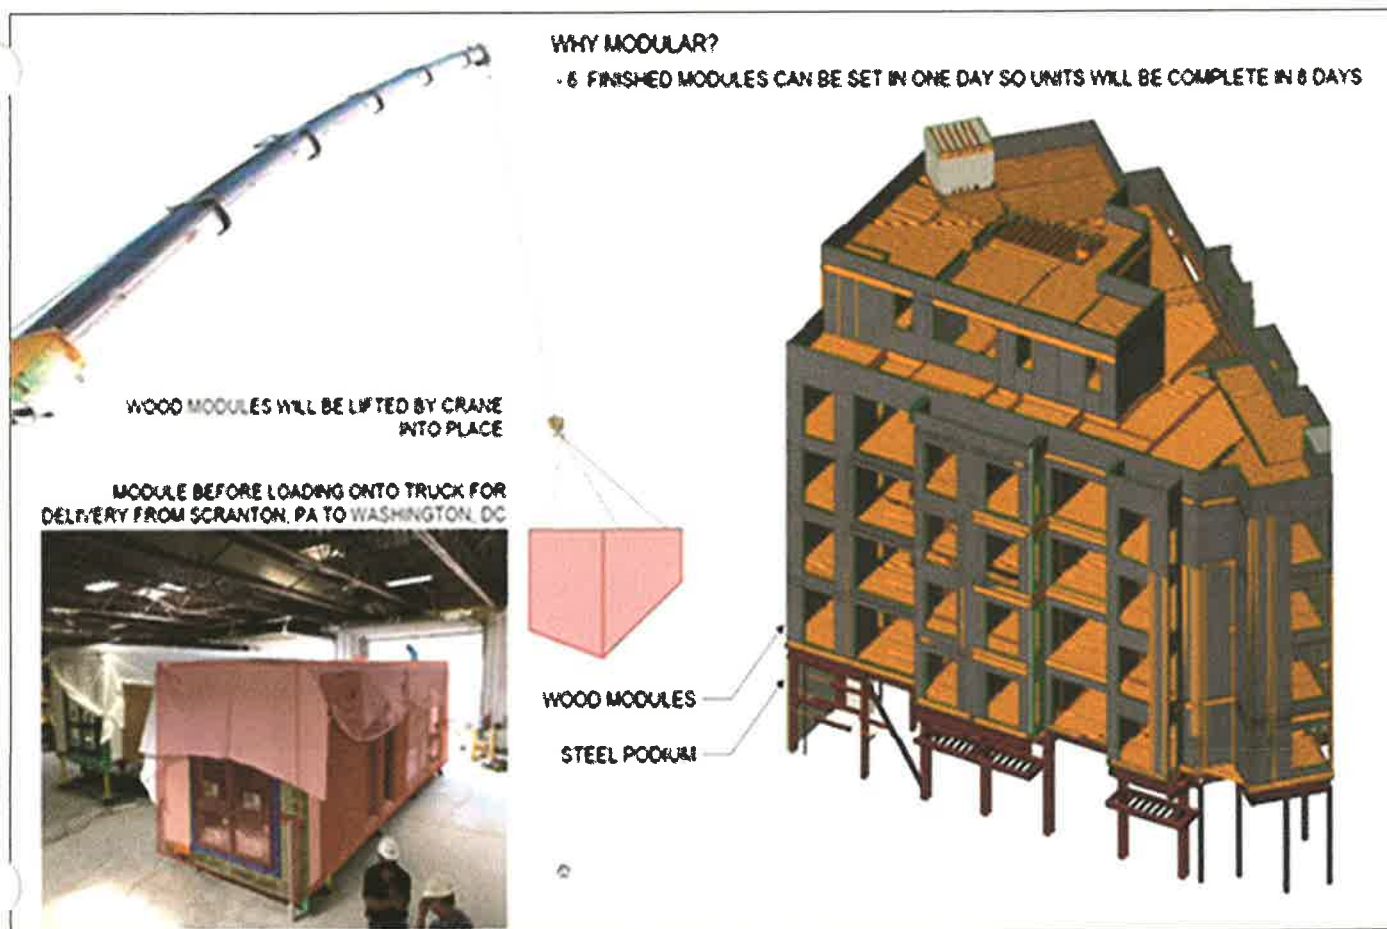 WHY MODULAR?
- 6 FINISHED MODULES CAN BE SET IN ONE DAY SO UNITS WILL BE COMPLETE IN 8 DAYS
WOOD MODULES WILL BE LIFTED BY CRANE
INTO PLACE
MODULE BEFORE LOADING ONTO TRUCK FOR
DELIVERY FROM SCRANTON, PA TO WASHINGTON, DC
WOOD MODULES
STEEL PODIUM